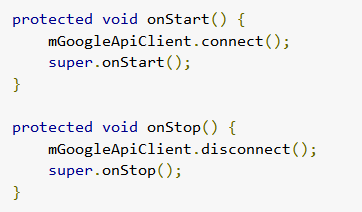 protected void onStart() {
    mGoogleApiClient.connect();
    super.onStart();
}

protected void onStop() {
    mGoogleApiClient.disconnect();
    super.onStop();
}